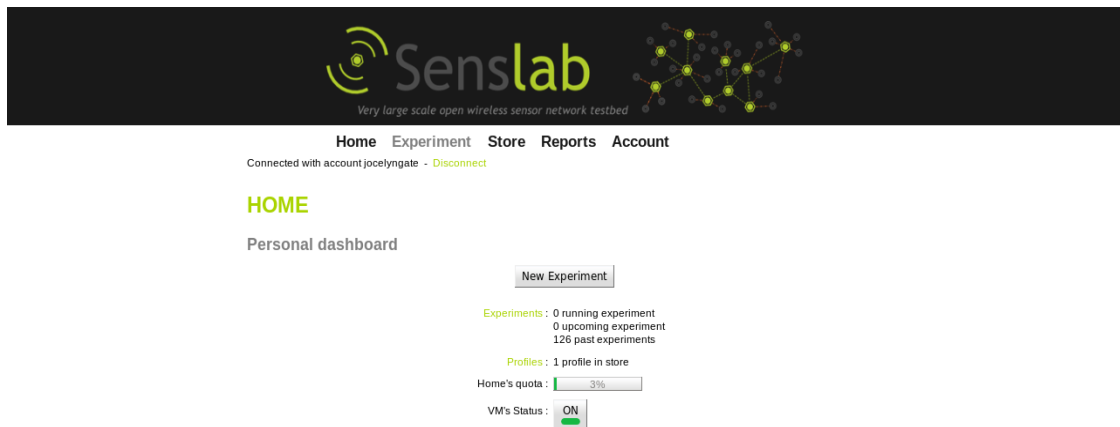 Senslab
Very large scale open wireless sensor network testbed
Home Experiment Store Reports Account
Connected with account jocelyngate - Disconnect
HOME
Personal dashboard
New Experiment
Experiments : 0 running experiment
0 upcoming experiment
126 past experiments
Profiles : 1 profile in store
Home's quota : 3%
VM's Status : ON